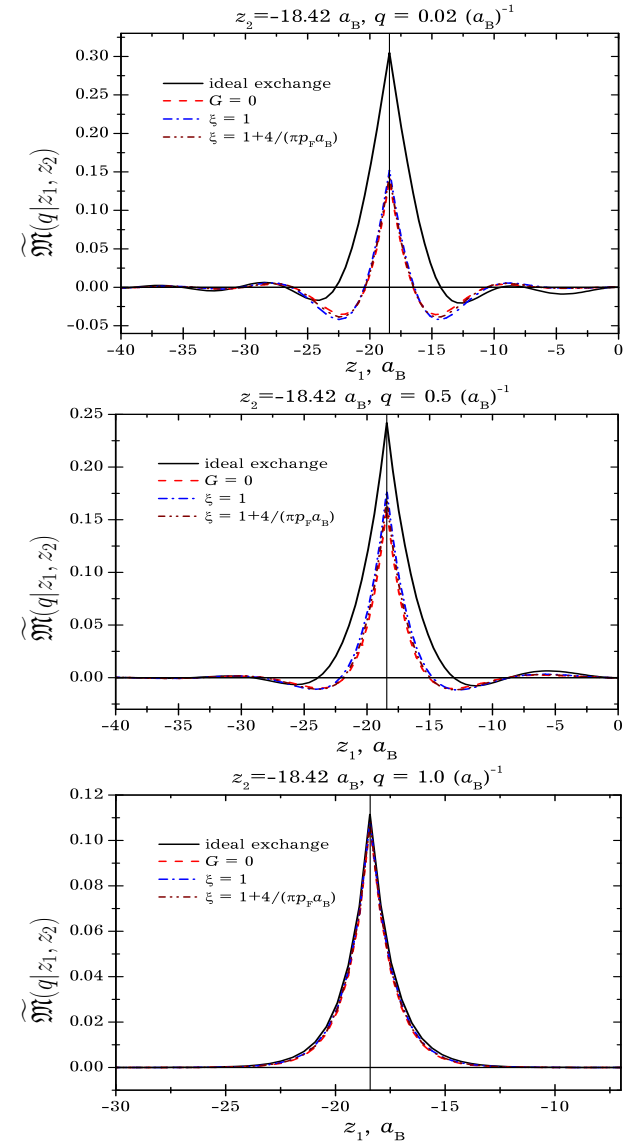 z₂=-18.42 a_B, q = 0.02 (a_B)⁻¹
ideal exchange
G = 0
ξ = 1
ξ = 1+4/(πp_Fa_B)
𝔐̃(q|z₁, z₂)
0.30
0.25
0.20
0.15
0.10
0.05
0.00
−0.05
−40 −35 −30 −25 −20 −15 −10 −5 0
z₁, a_B
z₂=-18.42 a_B, q = 0.5 (a_B)⁻¹
ideal exchange
G = 0
ξ = 1
ξ = 1+4/(πp_Fa_B)
𝔐̃(q|z₁, z₂)
0.25
0.20
0.15
0.10
0.05
0.00
−40 −35 −30 −25 −20 −15 −10 −5 0
z₁, a_B
z₂=-18.42 a_B, q = 1.0 (a_B)⁻¹
ideal exchange
G = 0
ξ = 1
ξ = 1+4/(πp_Fa_B)
𝔐̃(q|z₁, z₂)
0.12
0.10
0.08
0.06
0.04
0.02
0.00
−30 −25 −20 −15 −10
z₁, a_B